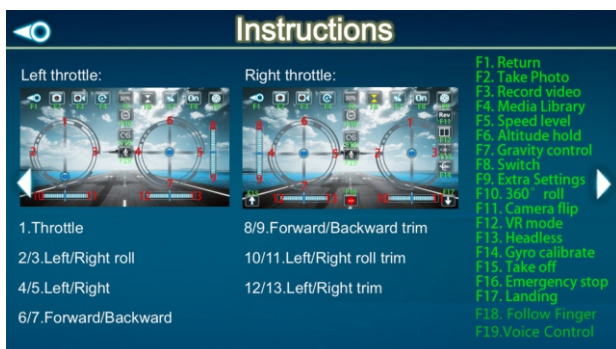 Instructions
Left throttle:
Right throttle:
F1 F2 F3 F4
1.Throttle
2/3.Left/Right roll
4/5.Left/Right
6/7.Forward/Backward
8/9.Forward/Backward trim
10/11.Left/Right roll trim
12/13.Left/Right trim
F1. Return
F2. Take Photo
F3. Record video
F4. Media Library
F5. Speed level
F6. Altitude hold
F7. Gravity control
F8. Switch
F9. Extra Settings
F10. 360° roll
F11. Camera flip
F12. VR mode
F13. Headless
F14. Gyro calibrate
F15. Take off
F16. Emergency stop
F17. Landing
F18. Follow Finger
F19.Voice Control